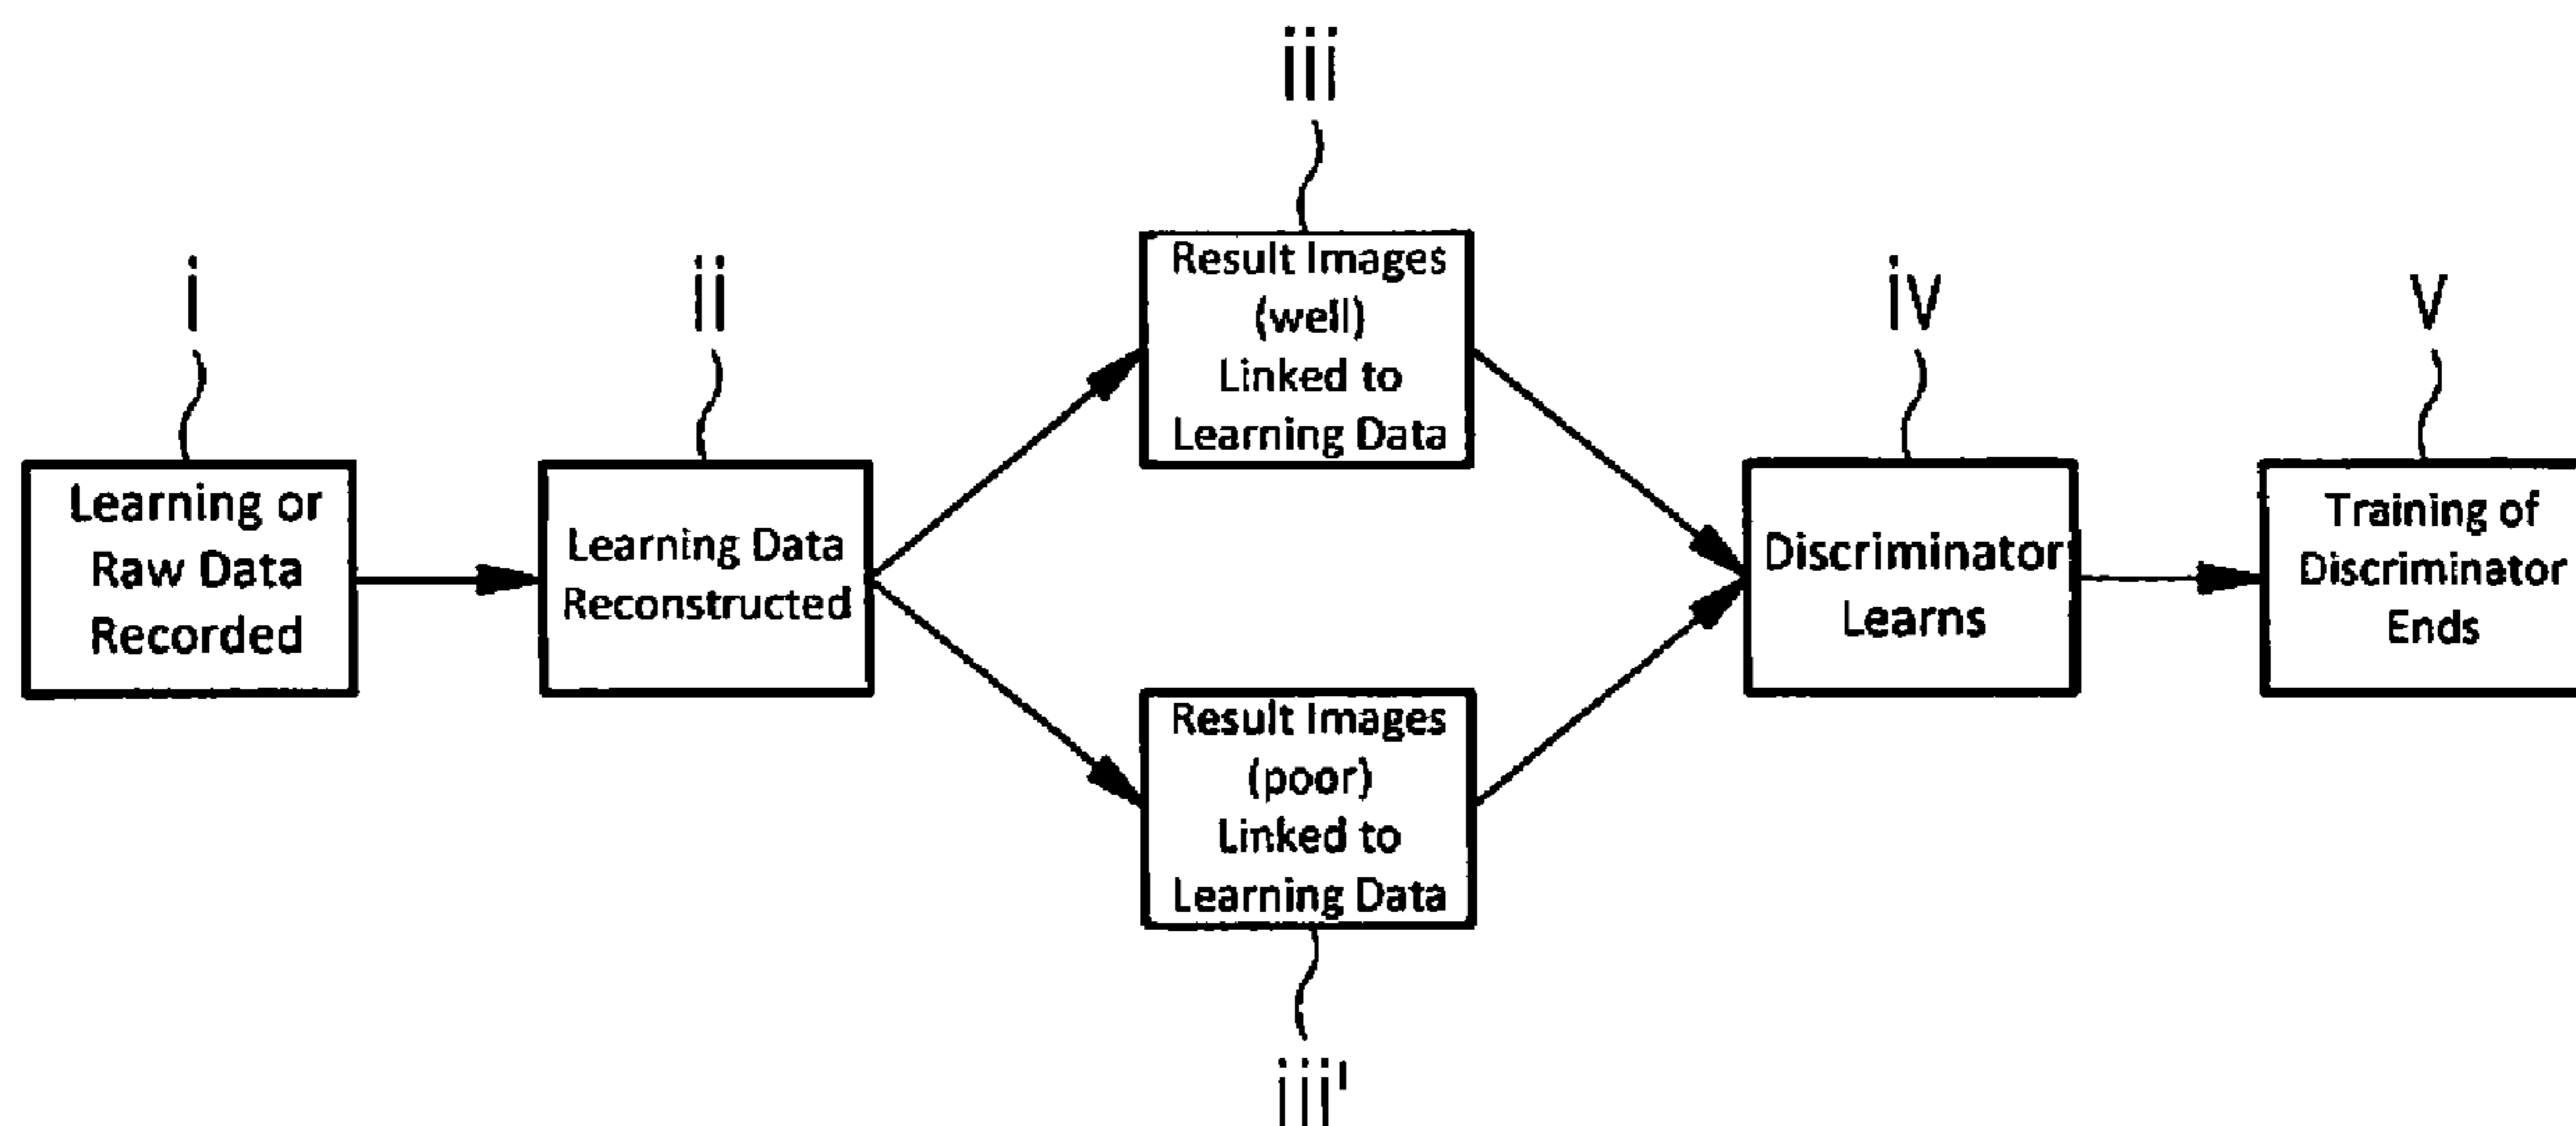 i
Learning or
Raw Data
Recorded
ii
Learning Data
Reconstructed
iii
Result Images
(well)
Linked to
Learning Data
Result Images
(poor)
Linked to
Learning Data
iii'
iv
Discriminator
Learns
v
Training of
Discriminator
Ends